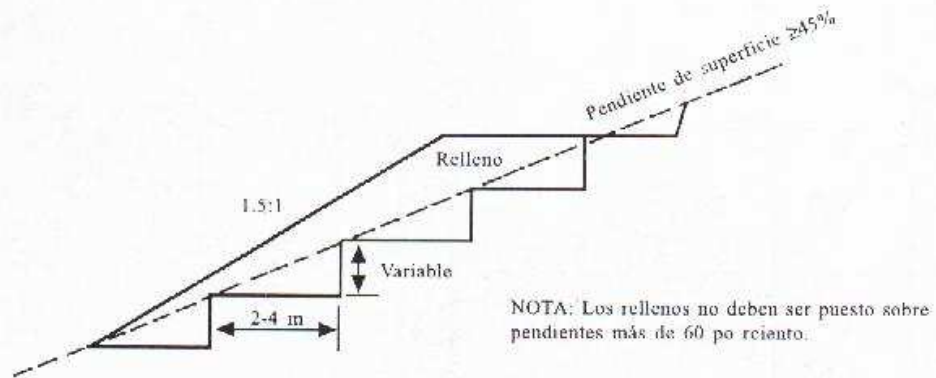 Pendiente de superficie ≥45%
Relleno
1.5:1
Variable
2-4 m
NOTA: Los rellenos no deben ser puesto sobre
pendientes más de 60 po rciento.